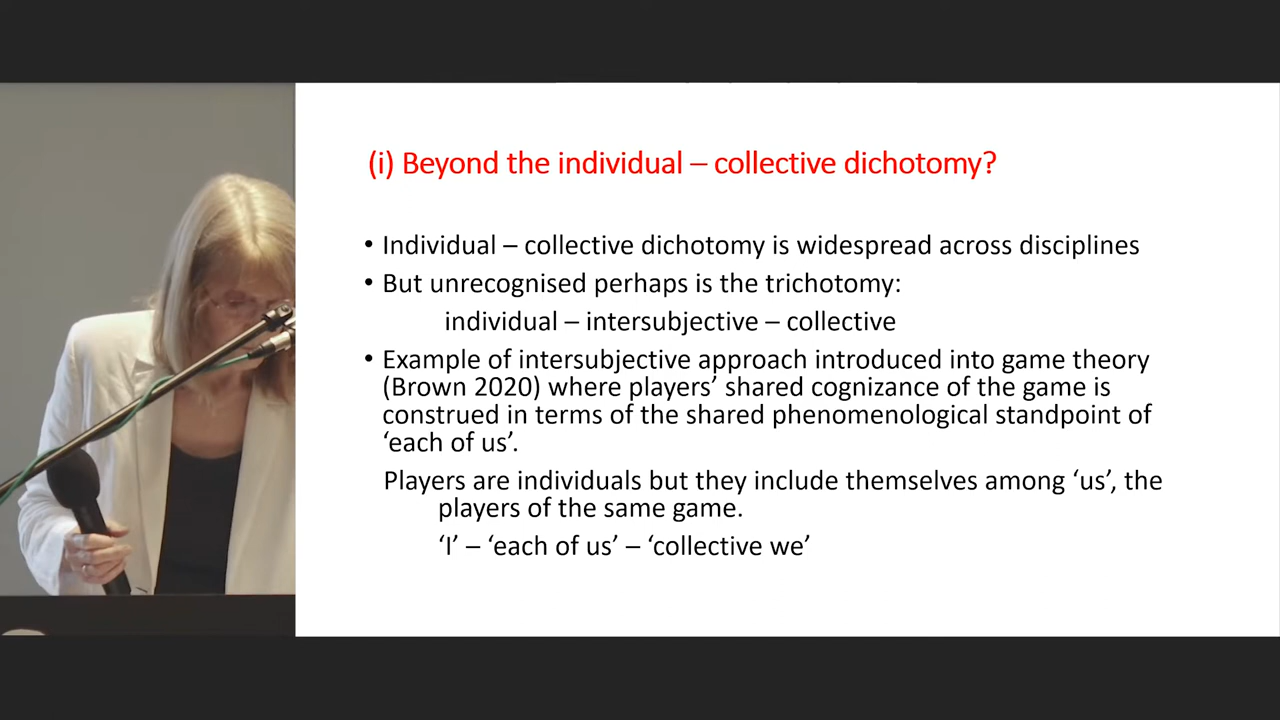 (i) Beyond the individual – collective dichotomy?
• Individual – collective dichotomy is widespread across disciplines
• But unrecognised perhaps is the trichotomy:
individual – intersubjective – collective
• Example of intersubjective approach introduced into game theory
(Brown 2020) where players’ shared cognizance of the game is
construed in terms of the shared phenomenological standpoint of
‘each of us’.
Players are individuals but they include themselves among ‘us’, the
players of the same game.
‘I’ – ‘each of us’ – ‘collective we’